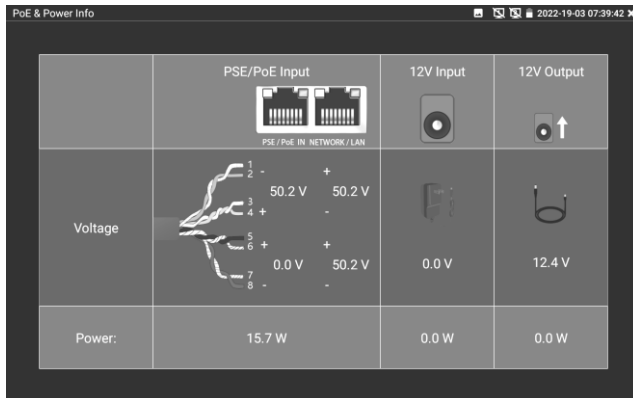 PoE & Power Info
2022-19-03 07:39:42
PSE/PoE Input
12V Input
12V Output
PSE / PoE IN NETWORK / LAN
Voltage
1
2 - +
50.2 V 50.2 V
3
4 + -
5
6 + +
0.0 V 50.2 V
7
8 - -
0.0 V
12.4 V
Power:
15.7 W
0.0 W
0.0 W